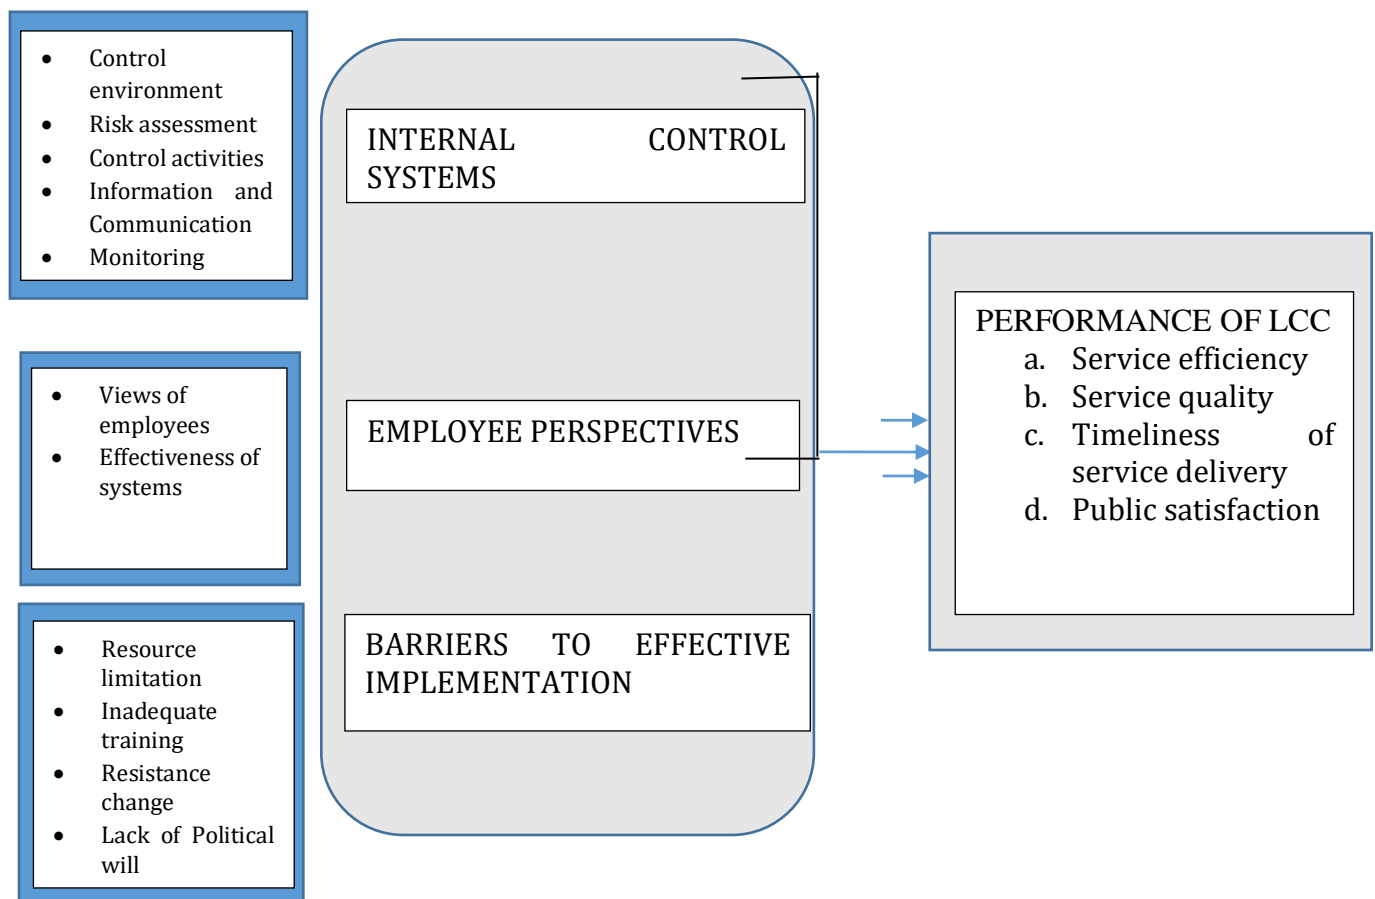 • Control
environment
• Risk assessment
• Control activities
• Information and
Communication
• Monitoring
INTERNAL CONTROL
SYSTEMS
• Views of
employees
• Effectiveness of
systems
EMPLOYEE PERSPECTIVES
• Resource
limitation
• Inadequate
training
• Resistance
change
• Lack of Political
will
BARRIERS TO EFFECTIVE
IMPLEMENTATION
PERFORMANCE OF LCC
a. Service efficiency
b. Service quality
c. Timeliness of
service delivery
d. Public satisfaction